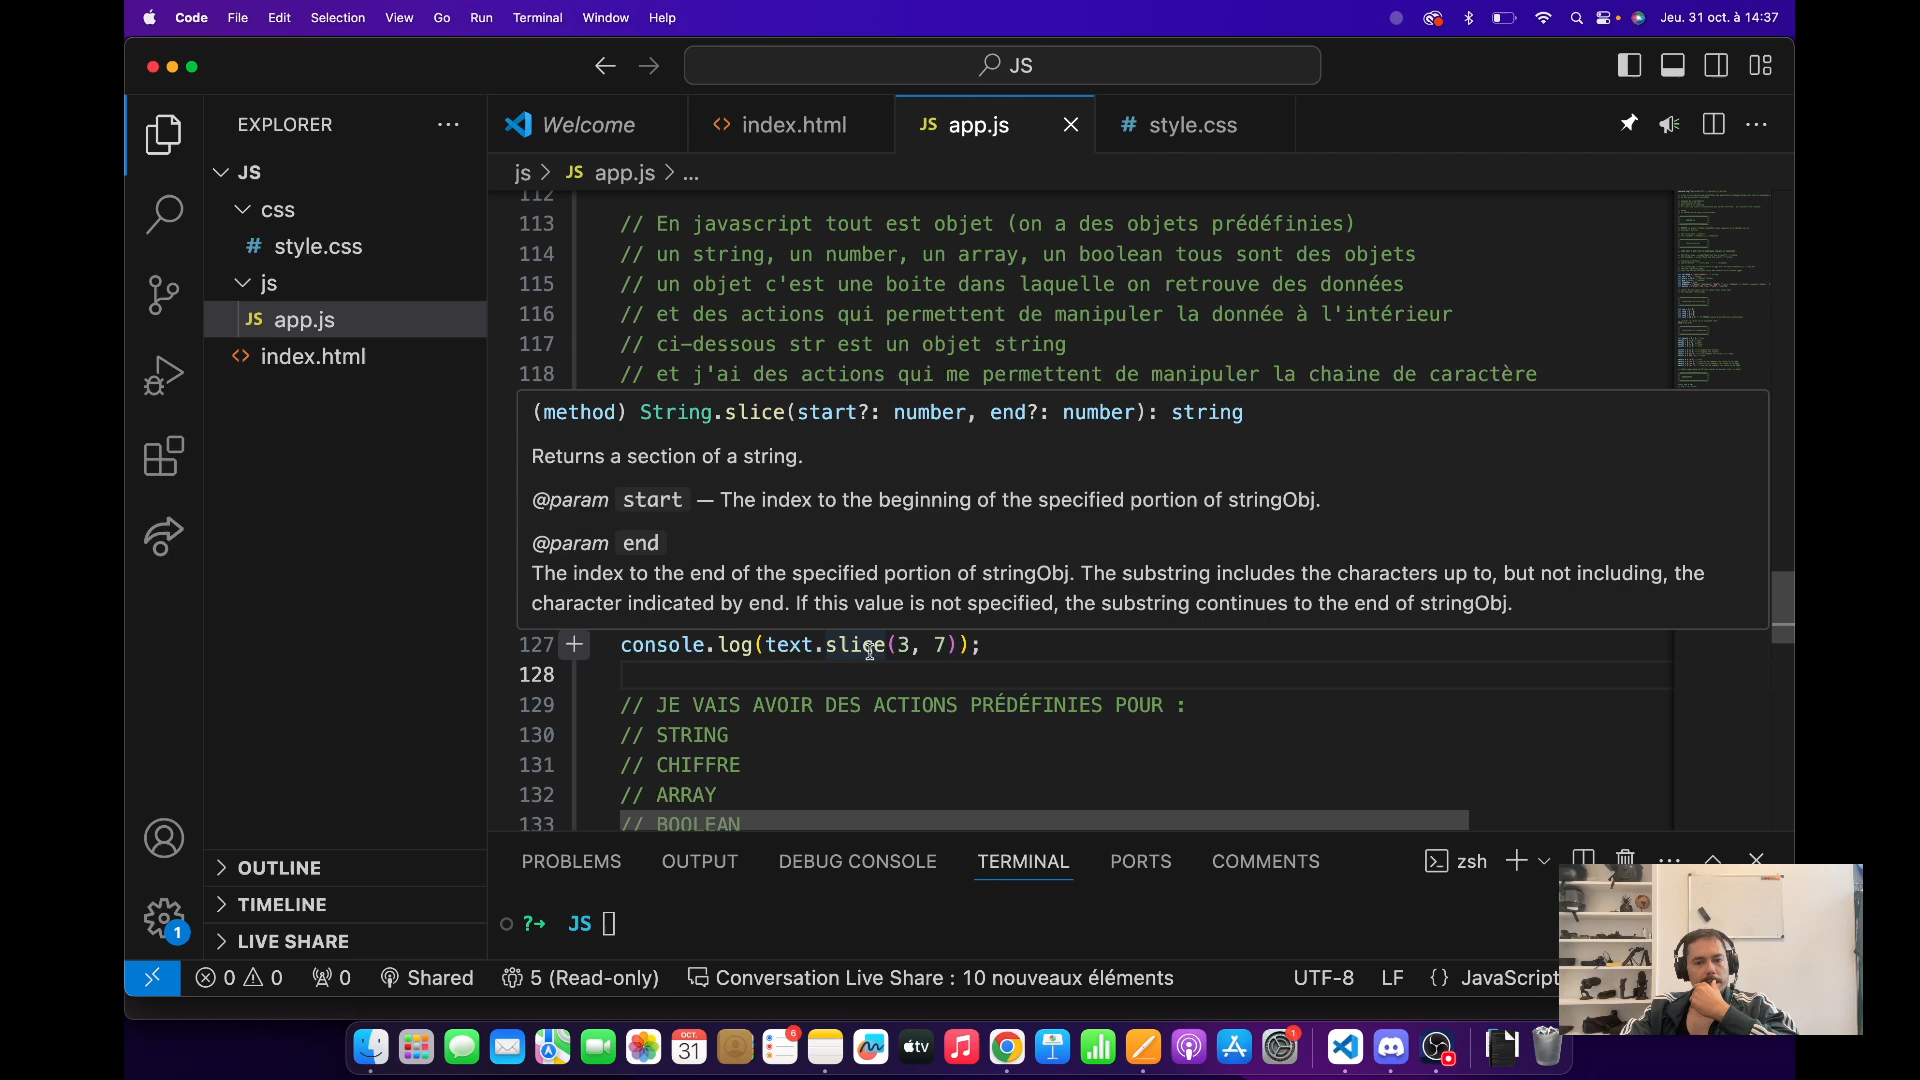 Code File Edit Selection View Go Run Terminal Window Help
Jeu. 31 oct. à 14:37
JS
EXPLORER
Welcome
index.html
JS app.js
# style.css
js > JS app.js > ...
JS
css
# style.css
js
JS app.js
index.html
112
113 // En javascript tout est objet (on a des objets prédéfinies)
114 // un string, un number, un array, un boolean tous sont des objets
115 // un objet c'est une boite dans laquelle on retrouve des données
116 // et des actions qui permettent de manipuler la donnée à l'intérieur
117 // ci-dessous str est un objet string
118 // et j'ai des actions qui me permettent de manipuler la chaine de caractère
(method) String.slice(start?: number, end?: number): string
Returns a section of a string.
@param start — The index to the beginning of the specified portion of stringObj.
@param end
The index to the end of the specified portion of stringObj. The substring includes the characters up to, but not including, the
character indicated by end. If this value is not specified, the substring continues to the end of stringObj.
127 console.log(text.slice(3, 7));
128
129 // JE VAIS AVOIR DES ACTIONS PRÉDÉFINIES POUR :
130 // STRING
131 // CHIFFRE
132 // ARRAY
133 // BOOLEAN
OUTLINE
TIMELINE
LIVE SHARE
1
PROBLEMS OUTPUT DEBUG CONSOLE TERMINAL PORTS COMMENTS
zsh
?→ JS
0 0 0 Shared 5 (Read-only) Conversation Live Share : 10 nouveaux éléments
UTF-8 LF {} JavaScript
OCT.
31
6
tv
1